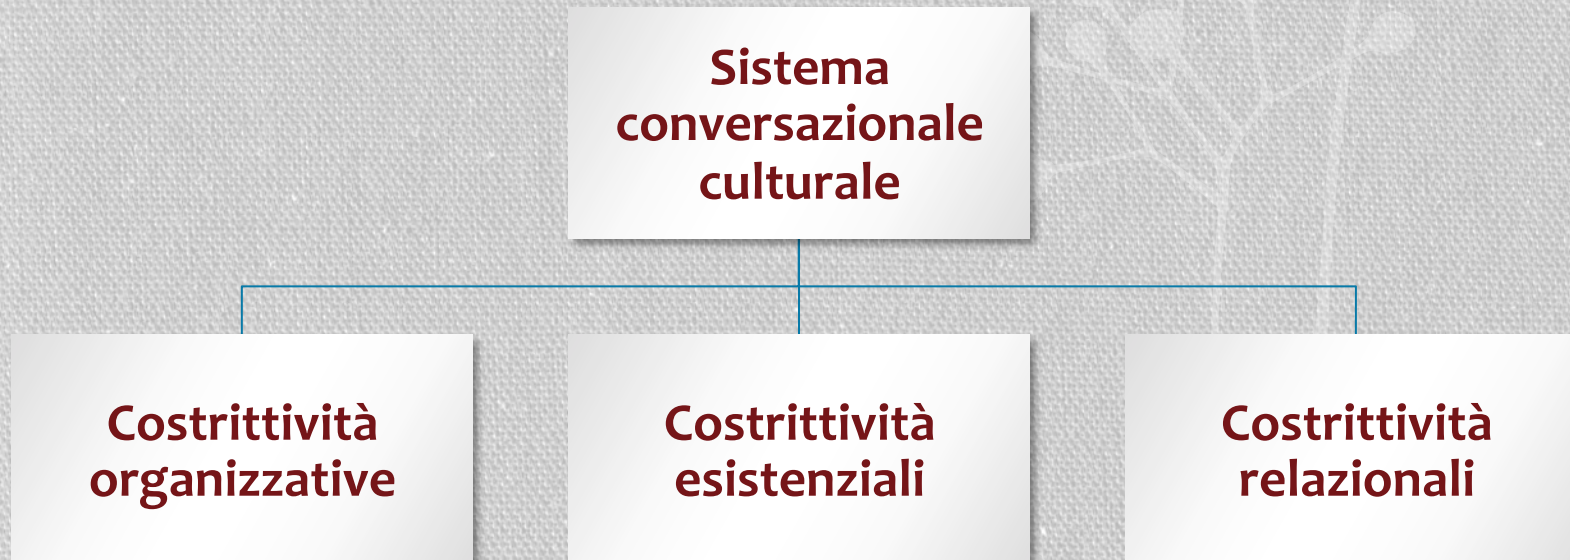 Sistema
conversazionale
culturale
Costrittività
organizzative
Costrittività
esistenziali
Costrittività
relazionali